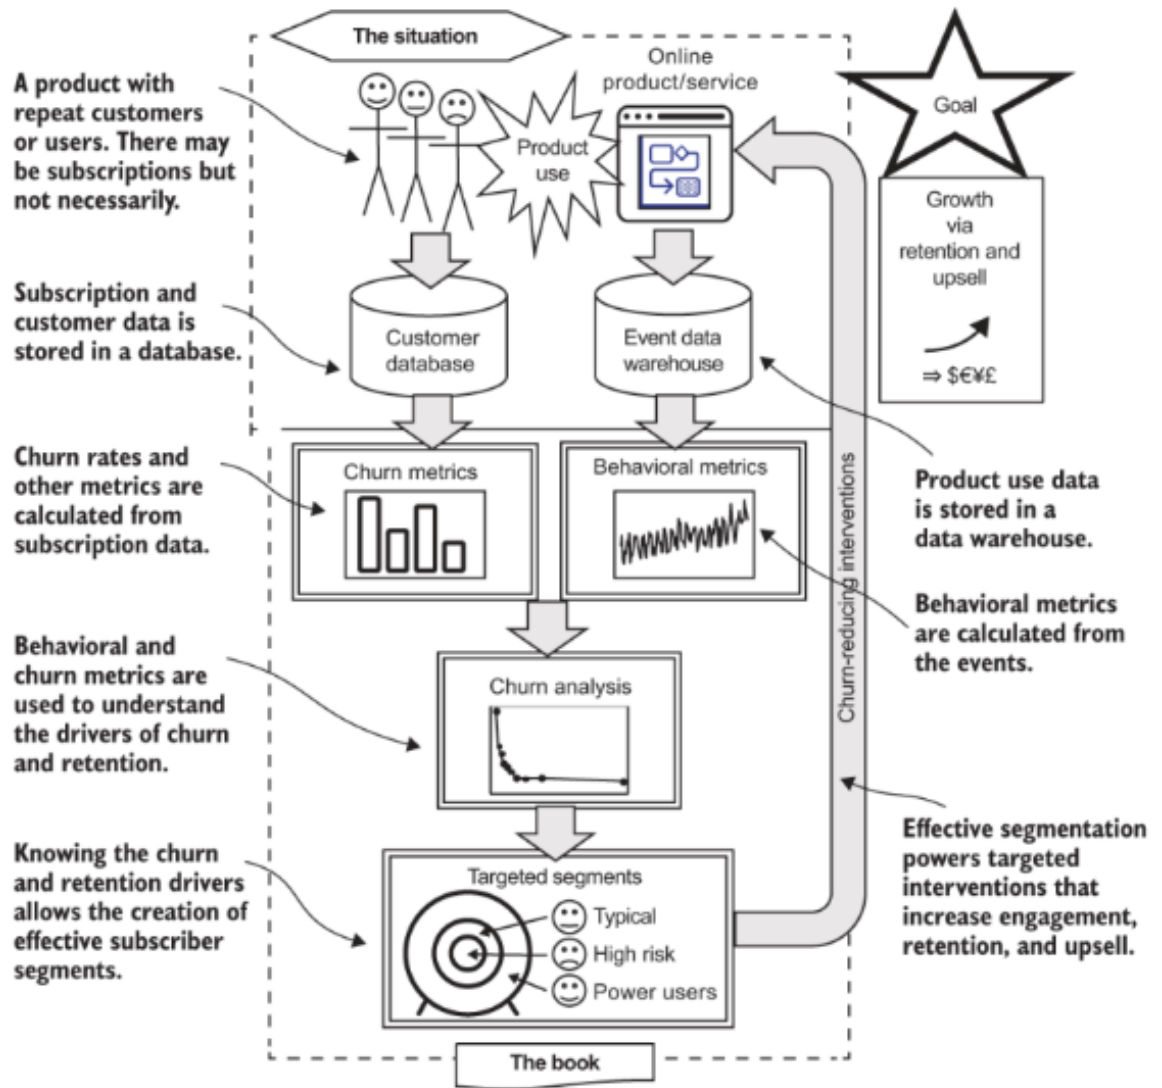 The situation
A product with
repeat customers
or users. There may
be subscriptions but
not necessarily.
Online
product/service
Product
use
Goal
Growth
via
retention and
upsell
⇒ $€¥£
Subscription and
customer data is
stored in a database.
Customer
database
Event data
warehouse
Churn rates and
other metrics are
calculated from
subscription data.
Churn metrics
Behavioral metrics
Product use data
is stored in a
data warehouse.
Churn-reducing interventions
Behavioral metrics
are calculated from
the events.
Behavioral and
churn metrics are
used to understand
the drivers of churn
and retention.
Churn analysis
Knowing the churn
and retention drivers
allows the creation of
effective subscriber
segments.
Targeted segments
Typical
High risk
Power users
Effective segmentation
powers targeted
interventions that
increase engagement,
retention, and upsell.
The book